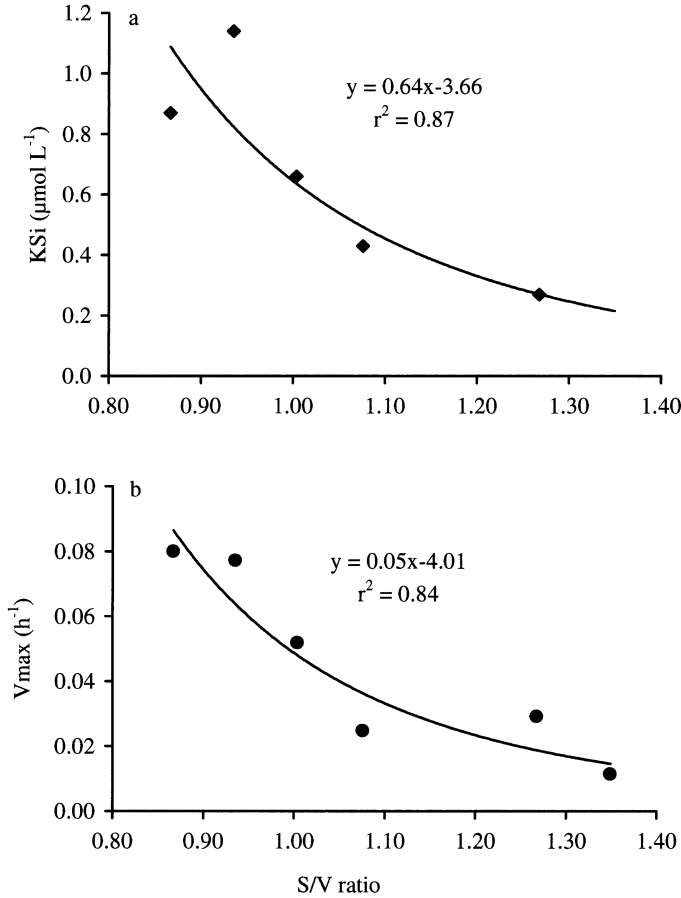 a
1.2
1.0
0.8
0.6
0.4
0.2
0.0
KSi (μmol L⁻¹)
y = 0.64x-3.66
r² = 0.87
0.80 0.90 1.00 1.10 1.20 1.30 1.40
b
0.10
0.08
0.06
0.04
0.02
0.00
Vmax (h⁻¹)
y = 0.05x-4.01
r² = 0.84
0.80 0.90 1.00 1.10 1.20 1.30 1.40
S/V ratio